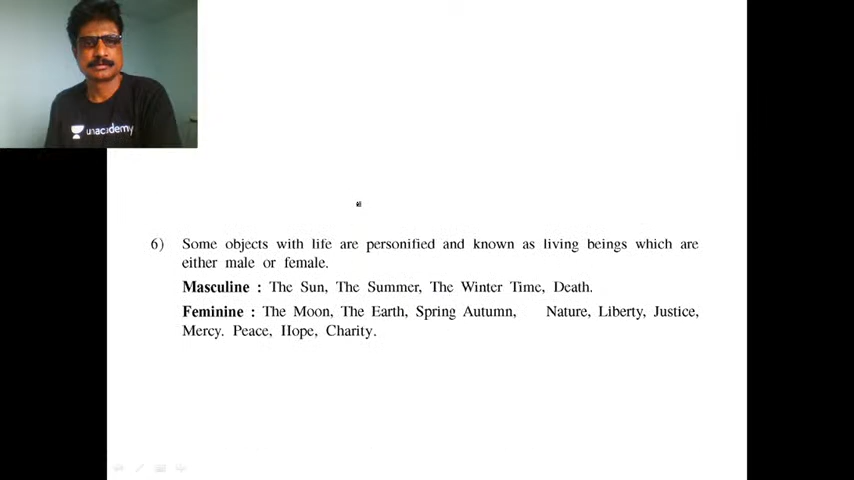 unacademy
6) Some objects with life are personified and known as living beings which are
either male or female.
Masculine : The Sun, The Summer, The Winter Time, Death.
Feminine : The Moon, The Earth, Spring Autumn, Nature, Liberty, Justice,
Mercy. Peace, Hope, Charity.